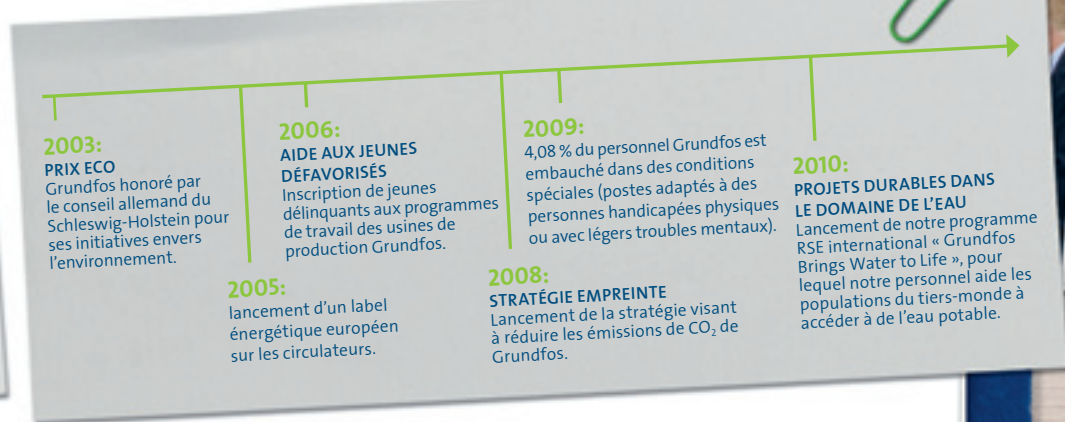 2003:
PRIX ECO
Grundfos honoré par
le conseil allemand du
Schleswig-Holstein pour
ses initiatives envers
l'environnement.
2005:
lancement d'un label
énergétique européen
sur les circulateurs.
2006:
AIDE AUX JEUNES
DÉFAVORISÉS
Inscription de jeunes
délinquants aux programmes
de travail des usines de
production Grundfos.
2008:
STRATÉGIE EMPREINTE
Lancement de la stratégie visant
à réduire les émissions de CO₂ de
Grundfos.
2009:
4,08 % du personnel Grundfos est
embauché dans des conditions
spéciales (postes adaptés à des
personnes handicapées physiques
ou avec légers troubles mentaux).
2010:
PROJETS DURABLES DANS
LE DOMAINE DE L'EAU
Lancement de notre programme
RSE international « Grundfos
Brings Water to Life », pour
lequel notre personnel aide les
populations du tiers-monde à
accéder à de l'eau potable.